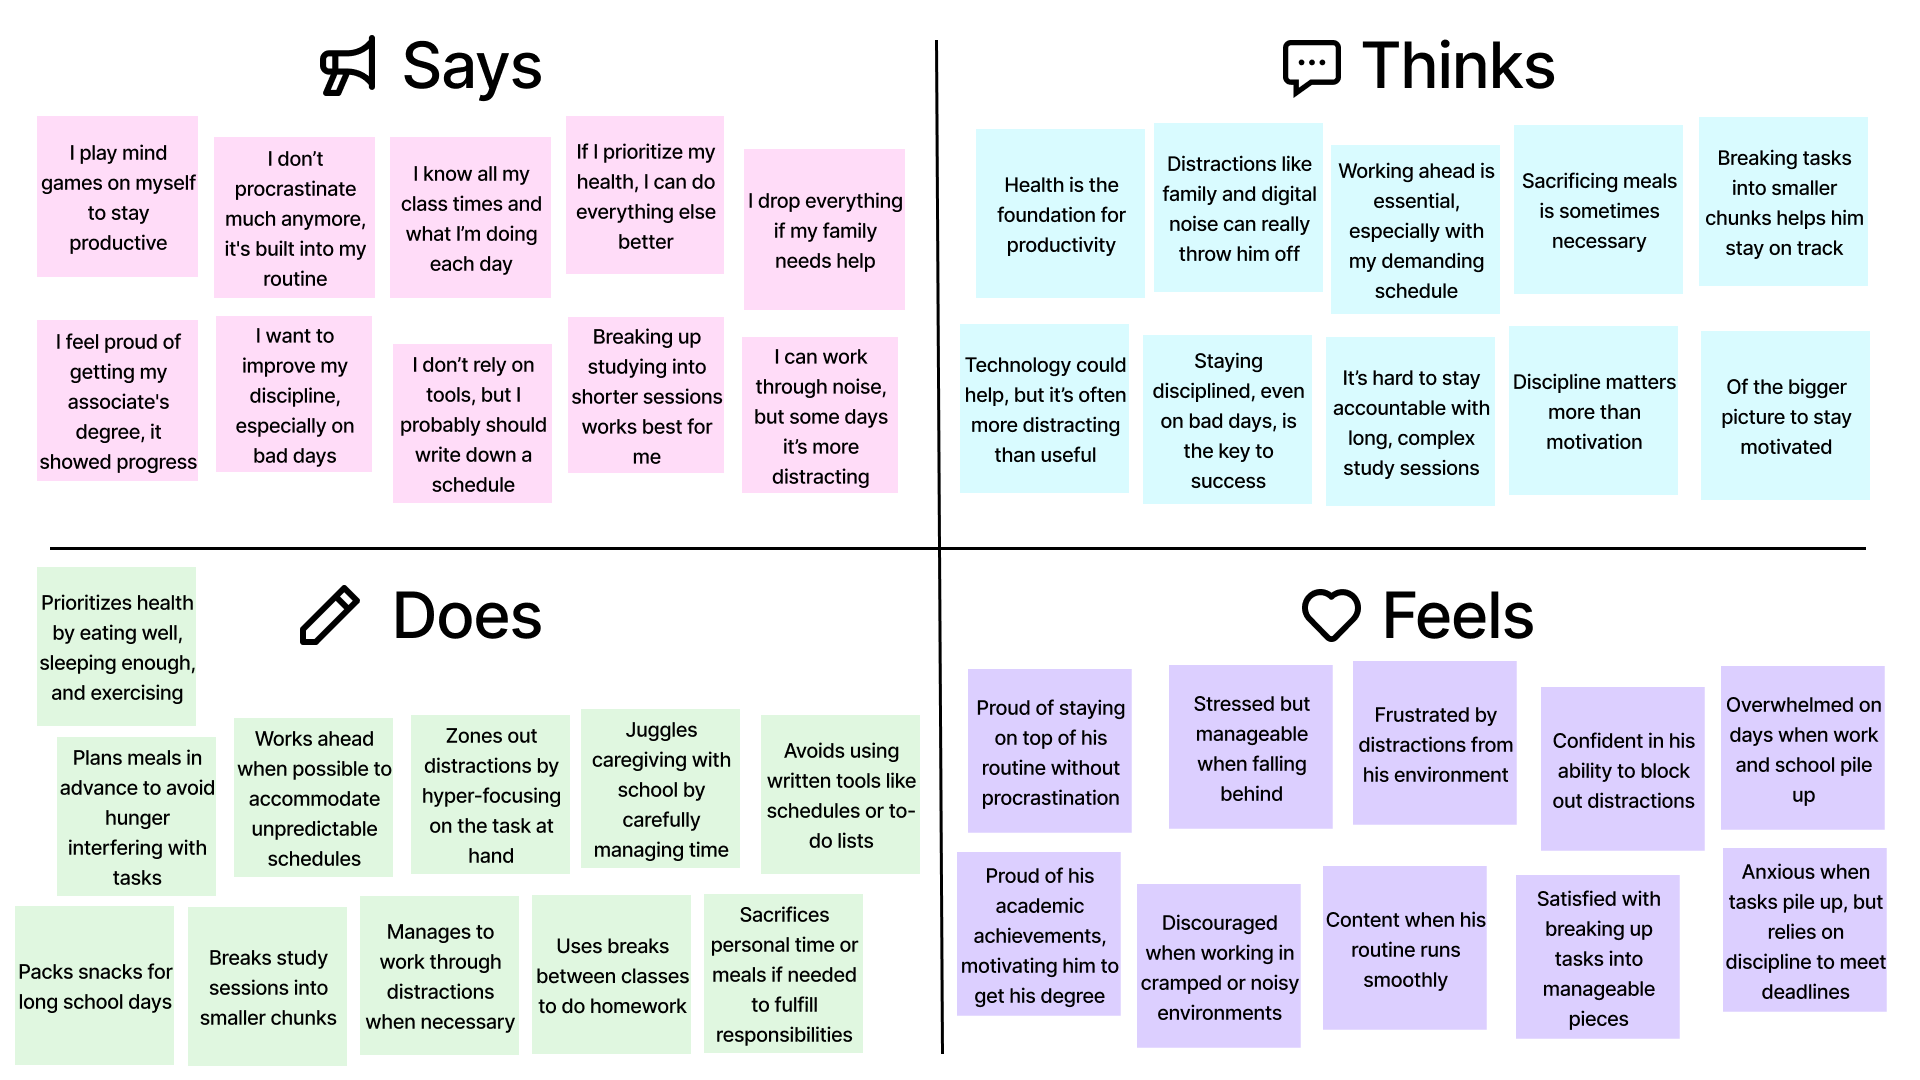 Says
I play mind
games on myself
to stay
productive
I don’t
procrastinate
much anymore,
it's built into my
routine
I know all my
class times and
what I’m doing
each day
If I prioritize my
health, I can do
everything else
better
I drop everything
if my family
needs help
I feel proud of
getting my
associate's
degree, it
showed progress
I want to
improve my
discipline,
especially on
bad days
I don’t rely on
tools, but I
probably should
write down a
schedule
Breaking up
studying into
shorter sessions
works best for
me
I can work
through noise,
but some days
it’s more
distracting
Thinks
Health is the
foundation for
productivity
Distractions like
family and digital
noise can really
throw him off
Working ahead is
essential,
especially with
my demanding
schedule
Sacrificing meals
is sometimes
necessary
Breaking tasks
into smaller
chunks helps him
stay on track
Technology could
help, but it’s often
more distracting
than useful
Staying
disciplined, even
on bad days, is
the key to
success
It’s hard to stay
accountable with
long, complex
study sessions
Discipline matters
more than
motivation
Of the bigger
picture to stay
motivated
Does
Prioritizes health
by eating well,
sleeping enough,
and exercising
Plans meals in
advance to avoid
hunger
interfering with
tasks
Works ahead
when possible to
accommodate
unpredictable
schedules
Zones out
distractions by
hyper-focusing
on the task at
hand
Juggles
caregiving with
school by
carefully
managing time
Avoids using
written tools like
schedules or to-
do lists
Packs snacks for
long school days
Breaks study
sessions into
smaller chunks
Manages to
work through
distractions
when necessary
Uses breaks
between classes
to do homework
Sacrifices
personal time or
meals if needed
to fulfill
responsibilities
Feels
Proud of staying
on top of his
routine without
procrastination
Stressed but
manageable
when falling
behind
Frustrated by
distractions from
his environment
Confident in his
ability to block
out distractions
Overwhelmed on
days when work
and school pile
up
Proud of his
academic
achievements,
motivating him to
get his degree
Discouraged
when working in
cramped or noisy
environments
Content when his
routine runs
smoothly
Satisfied with
breaking up
tasks into
manageable
pieces
Anxious when
tasks pile up, but
relies on
discipline to meet
deadlines